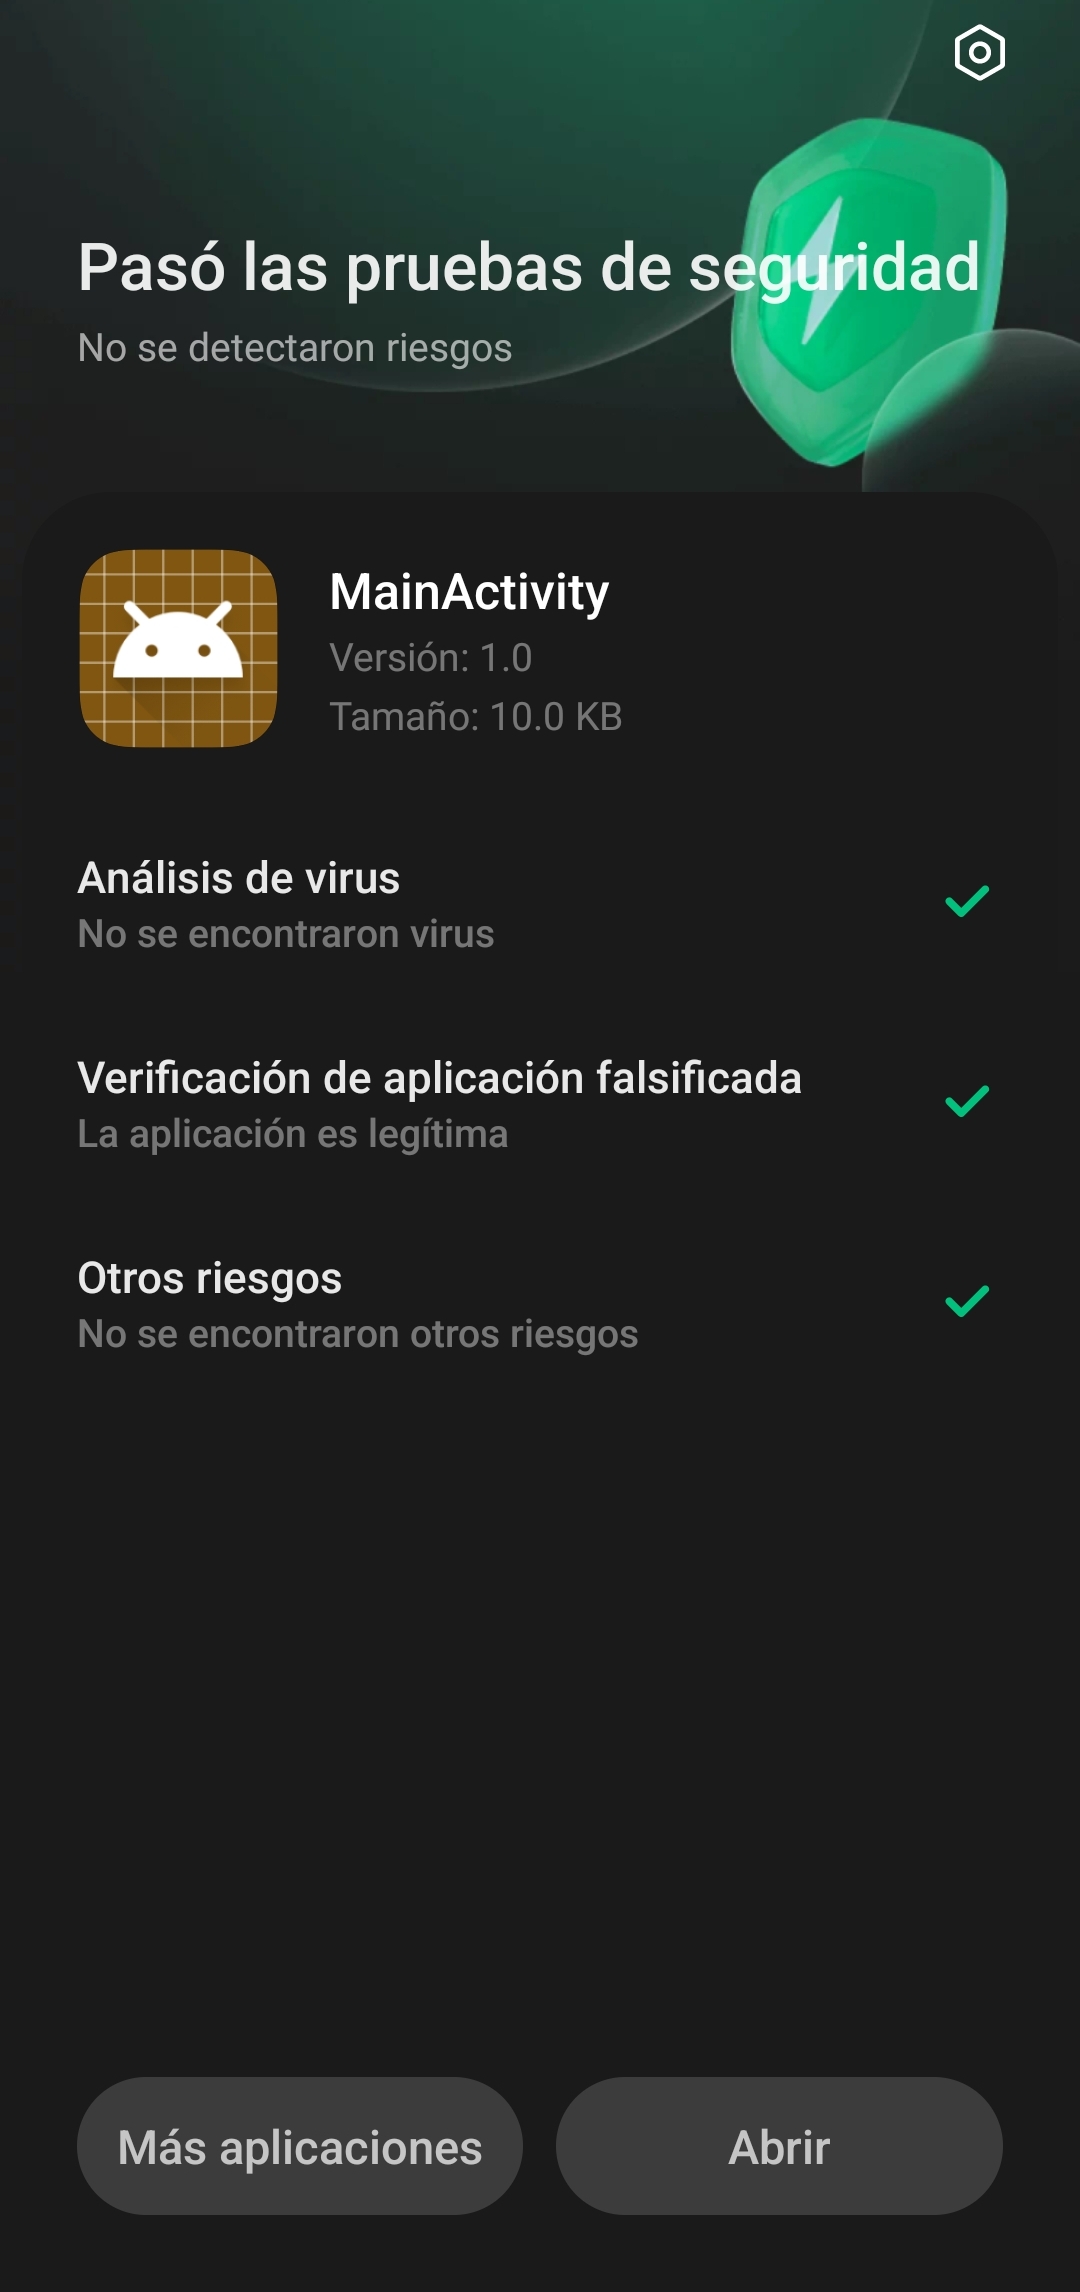 Pasó las pruebas de seguridad
No se detectaron riesgos
MainActivity
Versión: 1.0
Tamaño: 10.0 KB
Análisis de virus
No se encontraron virus
Verificación de aplicación falsificada
La aplicación es legítima
Otros riesgos
No se encontraron otros riesgos
Más aplicaciones
Abrir